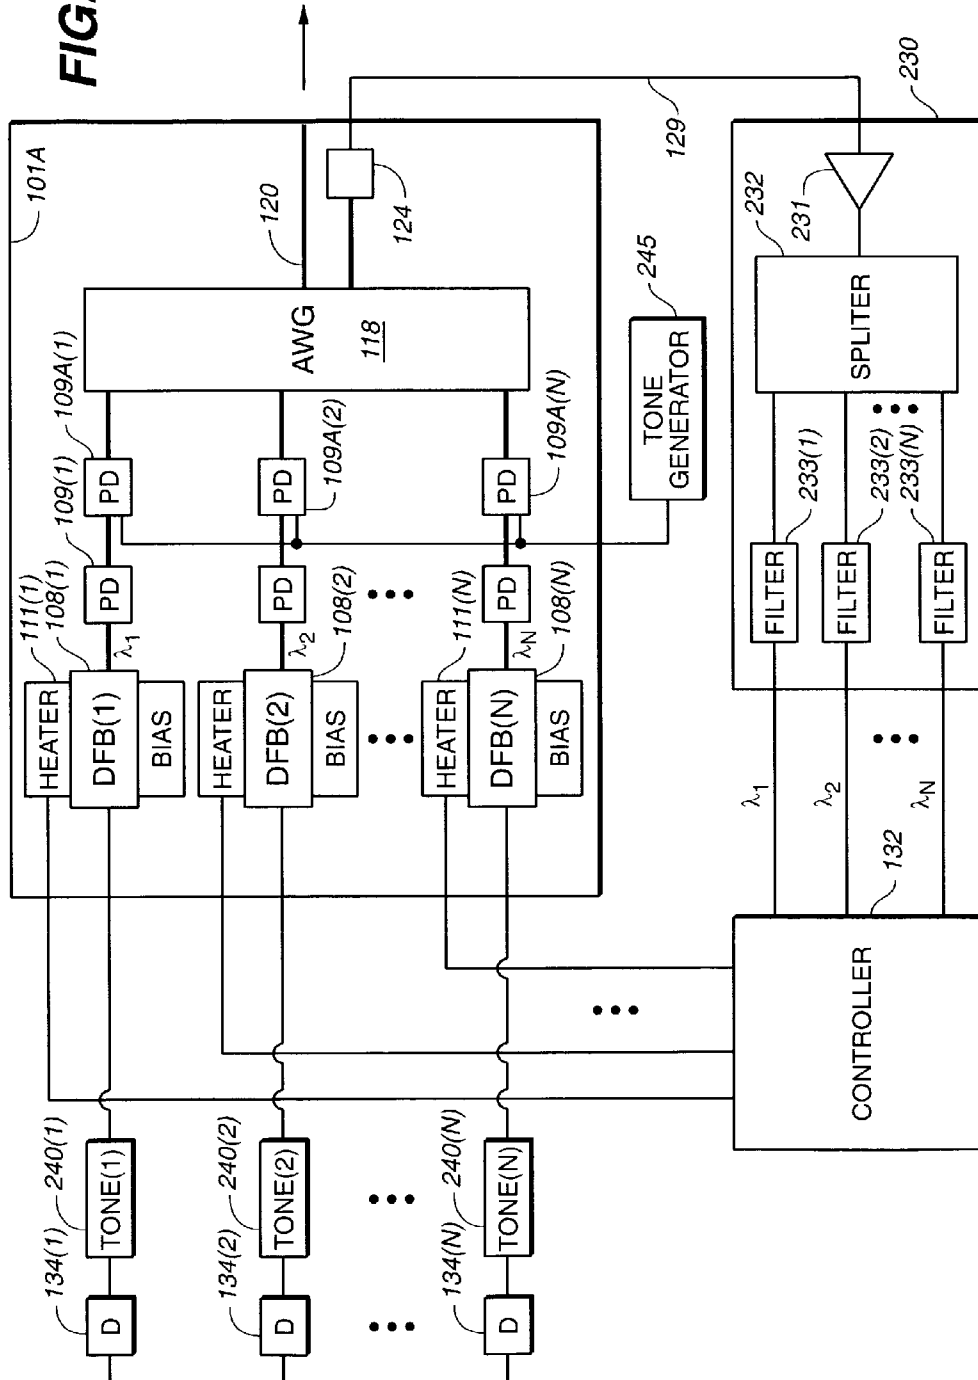 FIG
101A
120
124
129
230
AWG
118
245
TONE
GENERATOR
232
231
SPLITER
109A(1)
109A(2)
109A(N)
PD
PD
PD
109(1)
PD
PD
PD
233(1)
233(2)
233(N)
FILTER
FILTER
FILTER
111(1)
108(1)
108(2)
111(N)
108(N)
λ1
λ2
λN
HEATER
DFB(1)
BIAS
HEATER
DFB(2)
BIAS
HEATER
DFB(N)
BIAS
λ1
λ2
λN
132
CONTROLLER
240(1)
TONE(1)
240(2)
TONE(2)
240(N)
TONE(N)
134(1)
D
134(2)
D
134(N)
D